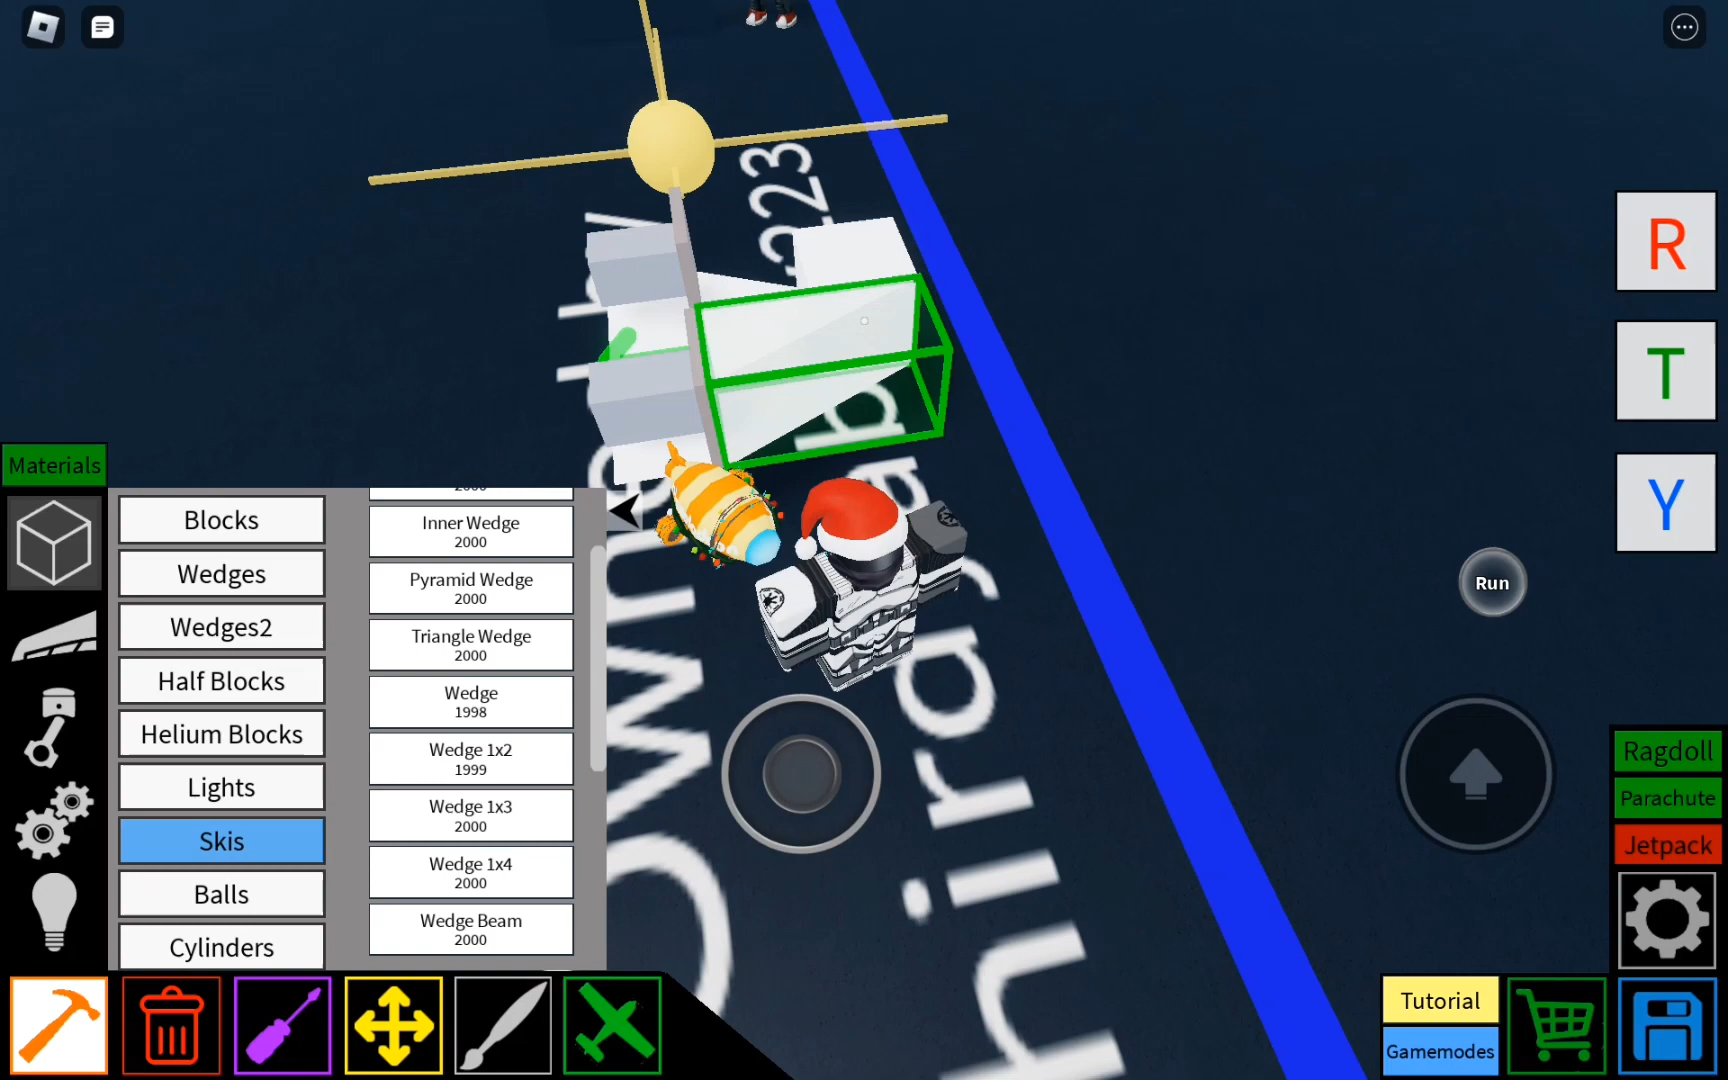 223
R
T
Y
Materials
Blocks
Wedges
Wedges2
Half Blocks
Helium Blocks
Lights
Skis
Balls
Cylinders
2000
Inner Wedge
2000
Pyramid Wedge
2000
Triangle Wedge
2000
Wedge
1998
Wedge 1x2
1999
Wedge 1x3
2000
Wedge 1x4
2000
Wedge Beam
2000
Run
Ragdoll
Parachute
Jetpack
Tutorial
Gamemodes